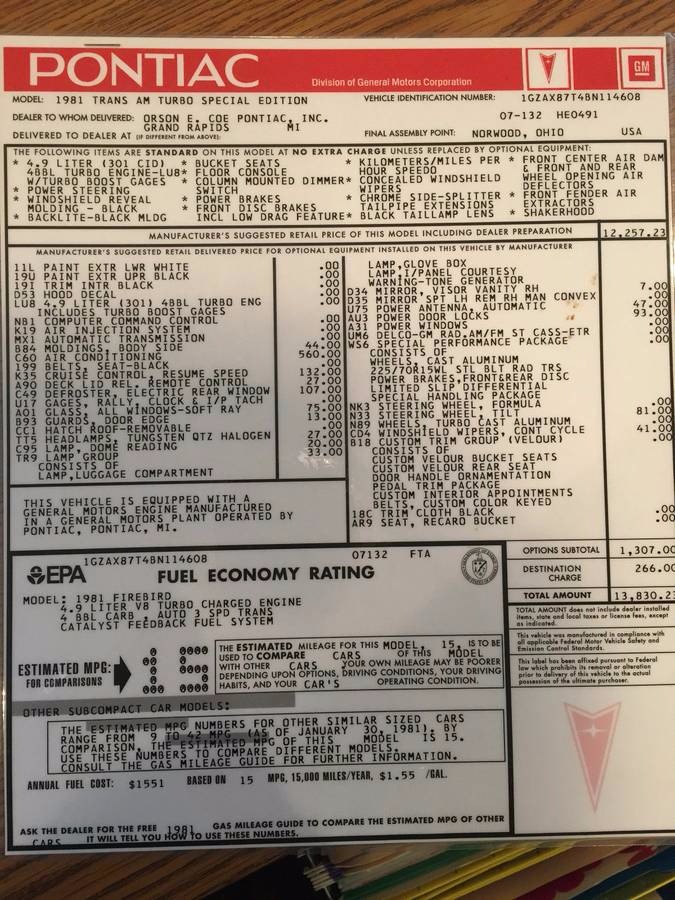 PONTIAC
Division of General Motors Corporation
GM
MODEL: 1981 TRANS AM TURBO SPECIAL EDITION
VEHICLE IDENTIFICATION NUMBER: 1GZAX87T4BN114608
DEALER TO WHOM DELIVERED: ORSON E. COE PONTIAC, INC.
07-132 HE0491
GRAND RAPIDS MI
DELIVERED TO DEALER AT (IF DIFFERENT FROM ABOVE):
FINAL ASSEMBLY POINT: NORWOOD, OHIO USA
THE FOLLOWING ITEMS ARE STANDARD ON THIS MODEL AT NO EXTRA CHARGE UNLESS REPLACED BY OPTIONAL EQUIPMENT:
* 4.9 LITER (301 CID)
4BBL TURBO ENGINE-LU8
W/TURBO BOOST GAGES
* POWER STEERING
* WINDSHIELD REVEAL
MOLDING - BLACK
* BACKLITE-BLACK MLDG
* BUCKET SEATS
* FLOOR CONSOLE
* COLUMN MOUNTED DIMMER
SWITCH
* POWER BRAKES
* FRONT DISC BRAKES
INCL LOW DRAG FEATURE
* KILOMETERS/MILES PER
HOUR SPEEDO
* CONCEALED WINDSHIELD
WIPERS
* CHROME SIDE-SPLITTER
TAILPIPE EXTENSIONS
* BLACK TAILLAMP LENS
* FRONT CENTER AIR DAM
& FRONT AND REAR
WHEEL OPENING AIR
DEFLECTORS
* FRONT FENDER AIR
EXTRACTORS
* SHAKERHOOD
MANUFACTURER'S SUGGESTED RETAIL PRICE OF THIS MODEL INCLUDING DEALER PREPARATION 12,257.23
MANUFACTURER'S SUGGESTED RETAIL DELIVERED PRICE FOR OPTIONAL EQUIPMENT INSTALLED ON THIS VEHICLE BY MANUFACTURER
11L PAINT EXTR LWR WHITE .00
19U PAINT EXTR UPR BLACK .00
19I TRIM INTR BLACK .00
D53 HOOD DECAL .00
LU8 4.9 LITER (301) 4BBL TURBO ENG .00
INCLUDES TURBO BOOST GAGES
NB1 COMPUTER COMMAND CONTROL .00
K19 AIR INJECTION SYSTEM .00
MX1 AUTOMATIC TRANSMISSION .00
B84 MOLDINGS, BODY SIDE 44.00
C60 AIR CONDITIONING 560.00
199 BELTS, SEAT-BLACK .00
K35 CRUISE CONTROL, RESUME SPEED 132.00
A90 DECK LID REL. REMOTE CONTROL 27.00
C49 DEFROSTER, ELECTRIC REAR WINDOW 107.00
U17 GAGES, RALLY, CLOCK & I/P TACH .00
A01 GLASS, ALL WINDOWS-SOFT RAY 75.00
B93 GUARDS, DOOR EDGE 13.00
CC1 HATCH ROOF-REMOVABLE .00
TT5 HEADLAMPS, TUNGSTEN QTZ HALOGEN 27.00
C95 LAMP, DOME READING 20.00
TR9 LAMP GROUP 33.00
CONSISTS OF
LAMP,LUGGAGE COMPARTMENT
LAMP,GLOVE BOX
LAMP,I/PANEL COURTESY
WARNING-TONE GENERATOR
D34 MIRROR, VISOR VANITY RH 7.00
D35 MIRROR,SPT LH REM RH MAN CONVEX .00
U75 POWER ANTENNA, AUTOMATIC 47.00
AU3 POWER DOOR LOCKS 93.00
A31 POWER WINDOWS .00
UM6 DELCO-GM RAD,AM/FM ST CASS-ETR .00
WS6 SPECIAL PERFORMANCE PACKAGE .00
CONSISTS OF
WHEELS, CAST ALUMINUM
225/70R15WL STL BLT RAD TRS
POWER BRAKES,FRONT&REAR DISC
LIMITED SLIP DIFFERENTIAL
SPECIAL HANDLING PACKAGE
NK3 STEERING WHEEL, FORMULA .00
N33 STEERING WHEEL, TILT 81.00
N89 WHEELS, TURBO CAST ALUMINUM .00
CD4 WINDSHIELD WIPERS, CONT CYCLE 41.00
B18 CUSTOM TRIM GROUP (VELOUR) .00
CONSISTS OF
CUSTOM VELOUR BUCKET SEATS
CUSTOM VELOUR REAR SEAT
DOOR HANDLE ORNAMENTATION
PEDAL TRIM PACKAGE
CUSTOM INTERIOR APPOINTMENTS
BELTS, CUSTOM COLOR KEYED
18C TRIM CLOTH BLACK .00
AR9 SEAT, RECARO BUCKET .00
THIS VEHICLE IS EQUIPPED WITH A
GENERAL MOTORS ENGINE MANUFACTURED
IN A GENERAL MOTORS PLANT OPERATED BY
PONTIAC, PONTIAC, MI.
OPTIONS SUBTOTAL 1,307.00
DESTINATION CHARGE 266.00
TOTAL AMOUNT 13,830.23
TOTAL AMOUNT does not include dealer installed
items, state and local taxes or license fees, except
as indicated.
This vehicle was manufactured in compliance with
all applicable Federal Motor Vehicle Safety and
Emission Control Standards.
This label has been affixed pursuant to Federal
law which prohibits its removal or alteration
prior to delivery of this vehicle to the actual
possession of the ultimate purchaser.
1GZAX87T4BN114608 07132 FTA
EPA FUEL ECONOMY RATING
MODEL: 1981 FIREBIRD
4.9 LITER V8 TURBO CHARGED ENGINE
4 BBL CARB , AUTO 3 SPD TRANS
CATALYST FEEDBACK FUEL SYSTEM
ESTIMATED MPG:
FOR COMPARISONS
15
THE ESTIMATED MILEAGE FOR THIS MODEL, 15, IS TO BE
USED TO COMPARE CARS OF THIS MODEL
WITH OTHER CARS YOUR OWN MILEAGE MAY BE POORER
DEPENDING UPON OPTIONS, DRIVING CONDITIONS, YOUR DRIVING
HABITS, AND YOUR CAR'S OPERATING CONDITION.
OTHER SUBCOMPACT CAR MODELS:
THE ESTIMATED MPG NUMBERS FOR OTHER SIMILAR SIZED CARS
RANGE FROM 9 TO 42 MPG (AS OF JANUARY 30, 1981). BY
COMPARISON, THE ESTIMATED MPG OF THIS MODEL IS 15.
USE THESE NUMBERS TO COMPARE DIFFERENT MODELS.
CONSULT THE GAS MILEAGE GUIDE FOR FURTHER INFORMATION.
ANNUAL FUEL COST: $1551 BASED ON 15 MPG, 15,000 MILES/YEAR, $1.55 /GAL.
ASK THE DEALER FOR THE FREE 1981 GAS MILEAGE GUIDE TO COMPARE THE ESTIMATED MPG OF OTHER
CARS IT WILL TELL YOU HOW TO USE THESE NUMBERS.